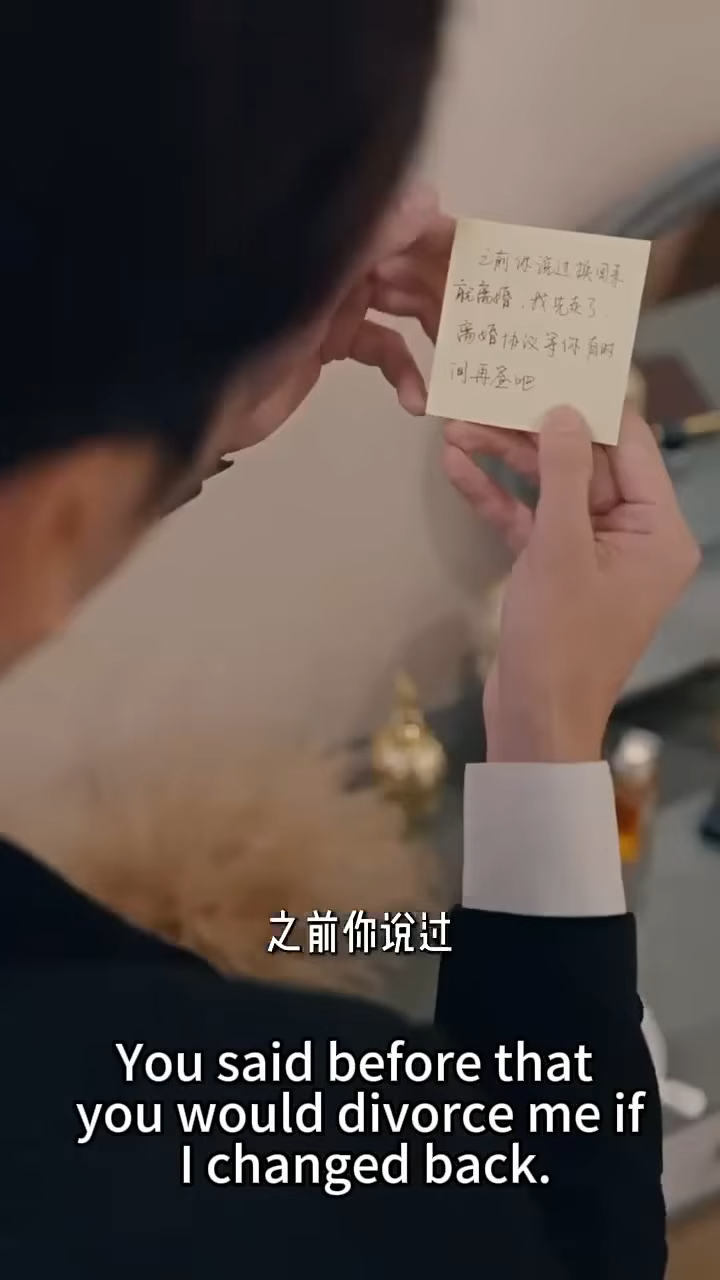 之前你说过换回来
就离婚,我先走了.
离婚协议等你有时
间再签吧
之前你说过
You said before that
you would divorce me if
I changed back.